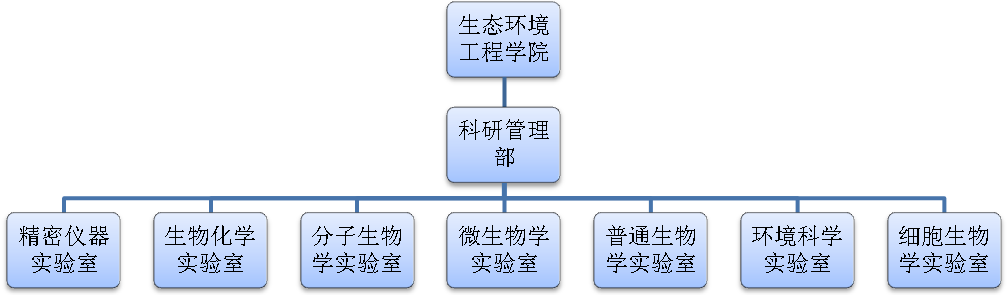 生态环境
工程学院
科研管理
部
精密仪器
实验室
生物化学
实验室
分子生物
学实验室
微生物学
实验室
普通生物
学实验室
环境科学
实验室
细胞生物
学实验室